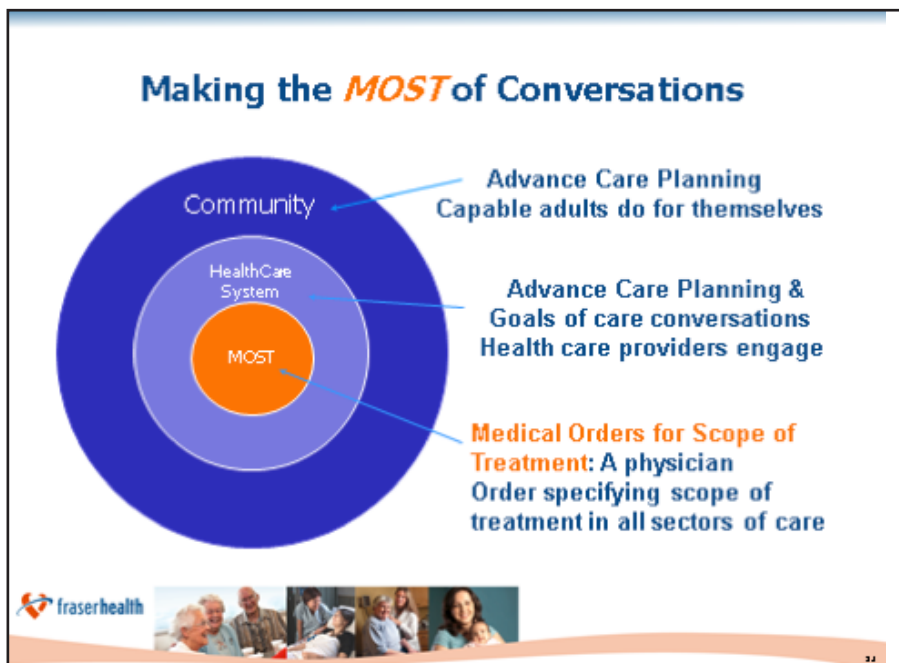 Making the MOST of Conversations
Community
Advance Care Planning
Capable adults do for themselves
HealthCare
System
Advance Care Planning &
Goals of care conversations
Health care providers engage
MOST
Medical Orders for Scope of
Treatment: A physician
Order specifying scope of
treatment in all sectors of care
fraserhealth